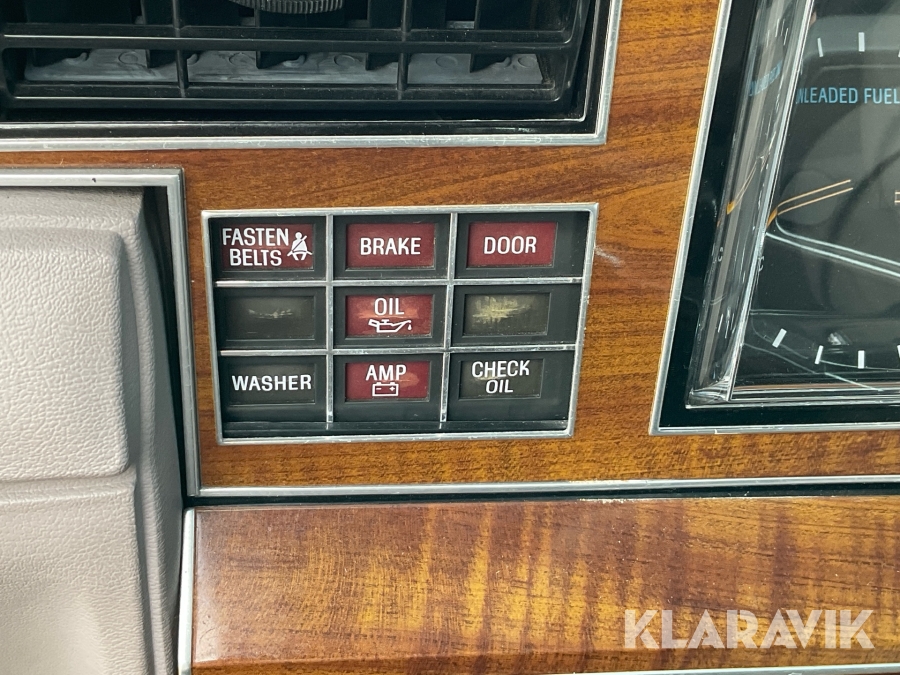 UNLEADED FUEL
FASTEN
BELTS
BRAKE
DOOR
OIL
WASHER
AMP
CHECK
OIL
KLARAVIK